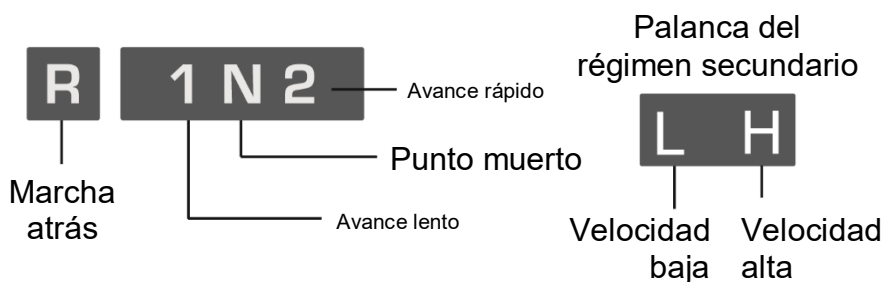 Palanca del
régimen secundario
R 1 N 2
Avance rápido
L H
Punto muerto
Marcha
atrás
Avance lento
Velocidad
baja
Velocidad
alta